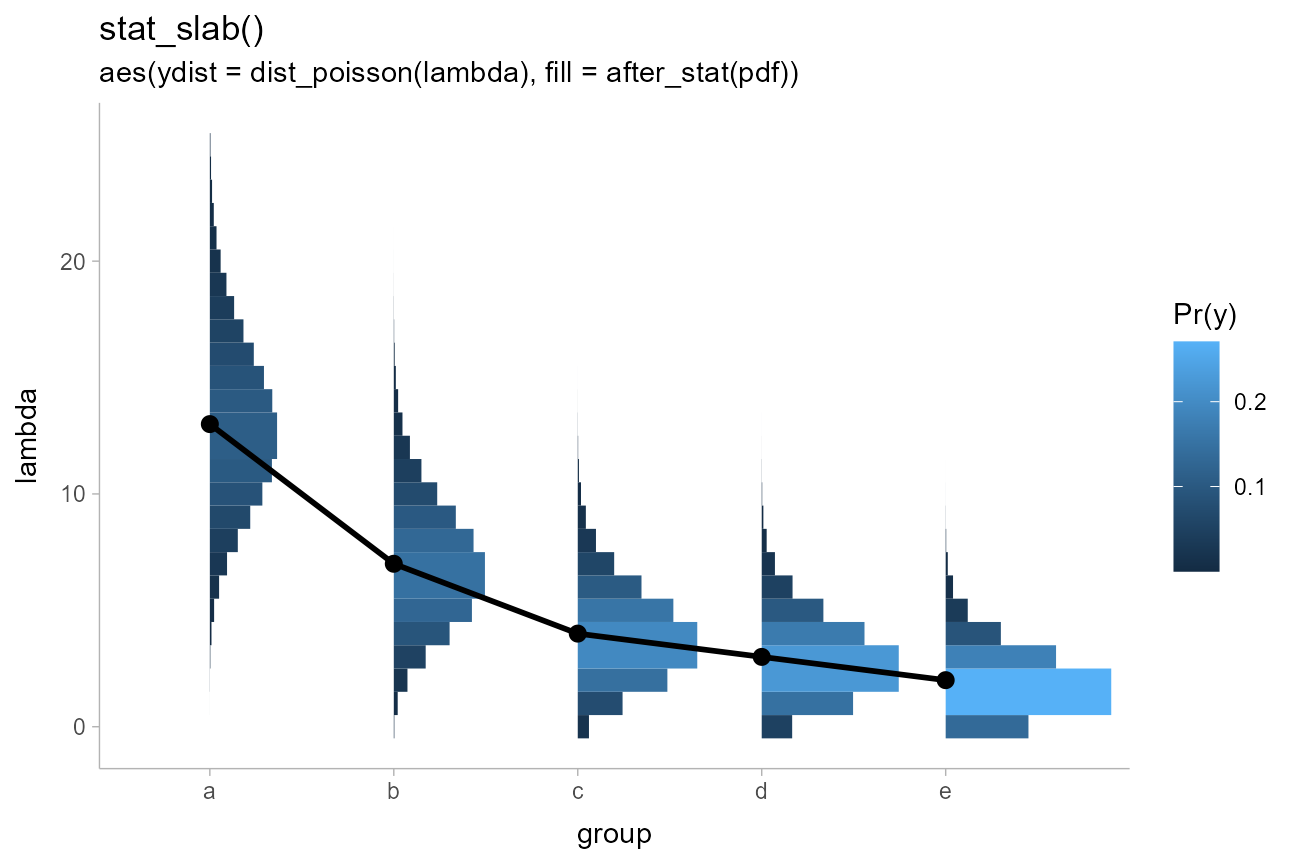 stat_slab()
aes(ydist = dist_poisson(lambda), fill = after_stat(pdf))
lambda
20
10
0
a b c d e
group
Pr(y)
0.2
0.1